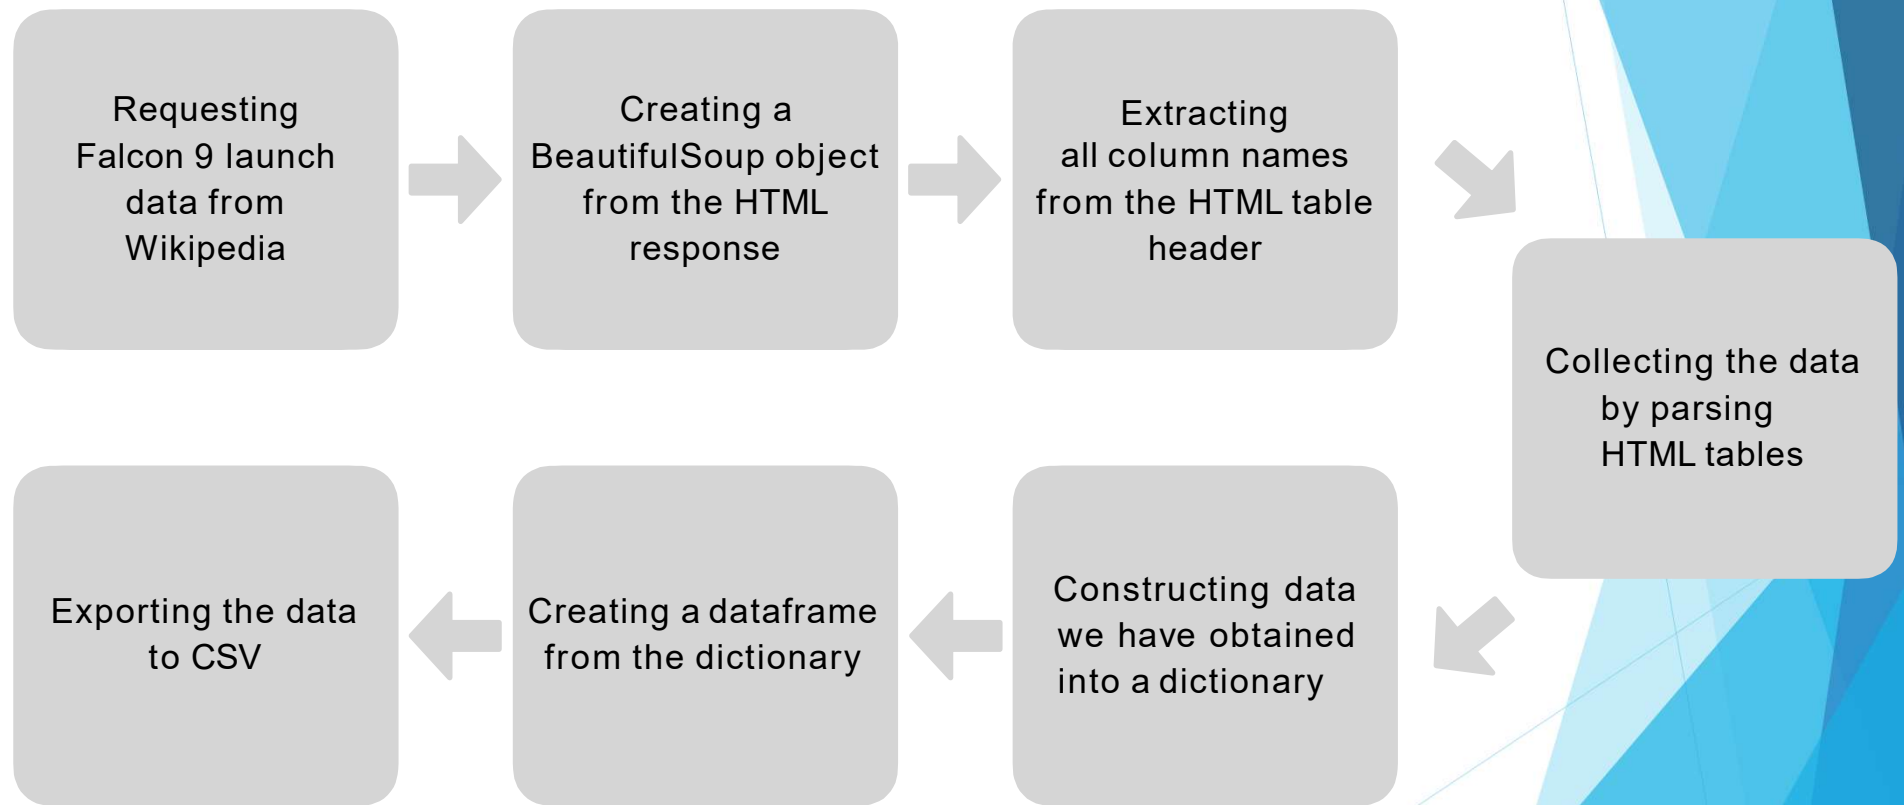 Requesting
Falcon 9 launch
data from
Wikipedia
Creating a
BeautifulSoup object
from the HTML
response
Extracting
all column names
from the HTML table
header
Collecting the data
by parsing
HTML tables
Constructing data
we have obtained
into a dictionary
Creating a dataframe
from the dictionary
Exporting the data
to CSV